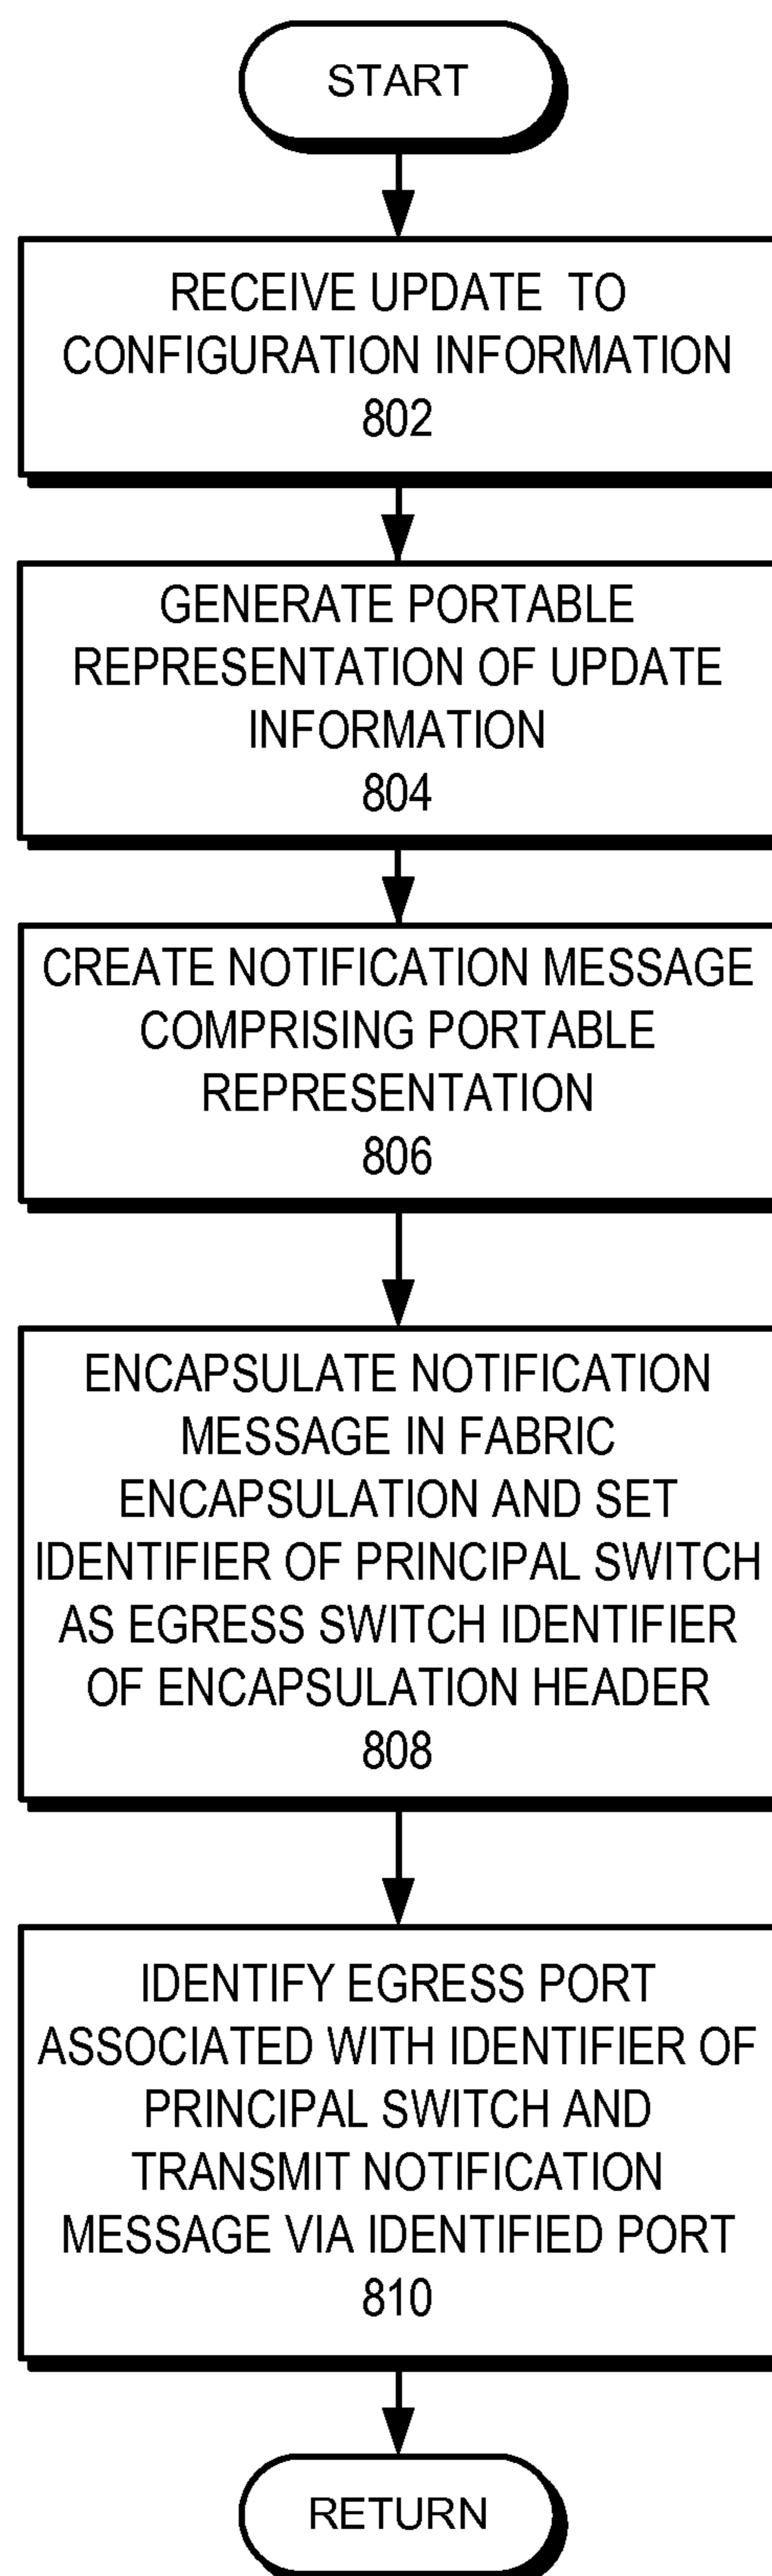 START
RECEIVE UPDATE TO
CONFIGURATION INFORMATION
802
GENERATE PORTABLE
REPRESENTATION OF UPDATE
INFORMATION
804
CREATE NOTIFICATION MESSAGE
COMPRISING PORTABLE
REPRESENTATION
806
ENCAPSULATE NOTIFICATION
MESSAGE IN FABRIC
ENCAPSULATION AND SET
IDENTIFIER OF PRINCIPAL SWITCH
AS EGRESS SWITCH IDENTIFIER
OF ENCAPSULATION HEADER
808
IDENTIFY EGRESS PORT
ASSOCIATED WITH IDENTIFIER OF
PRINCIPAL SWITCH AND
TRANSMIT NOTIFICATION
MESSAGE VIA IDENTIFIED PORT
810
RETURN